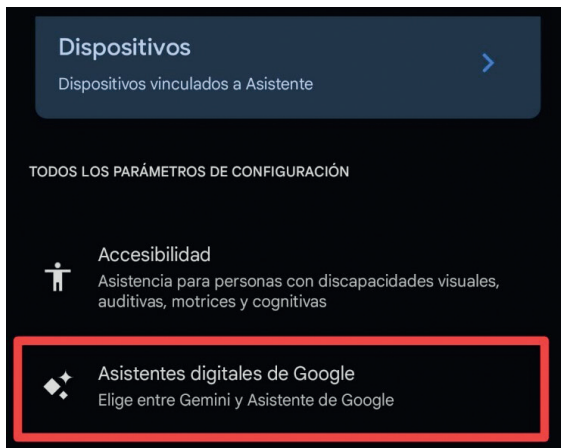 Dispositivos
Dispositivos vinculados a Asistente
TODOS LOS PARÁMETROS DE CONFIGURACIÓN
Accesibilidad
Asistencia para personas con discapacidades visuales,
auditivas, motrices y cognitivas
Asistentes digitales de Google
Elige entre Gemini y Asistente de Google